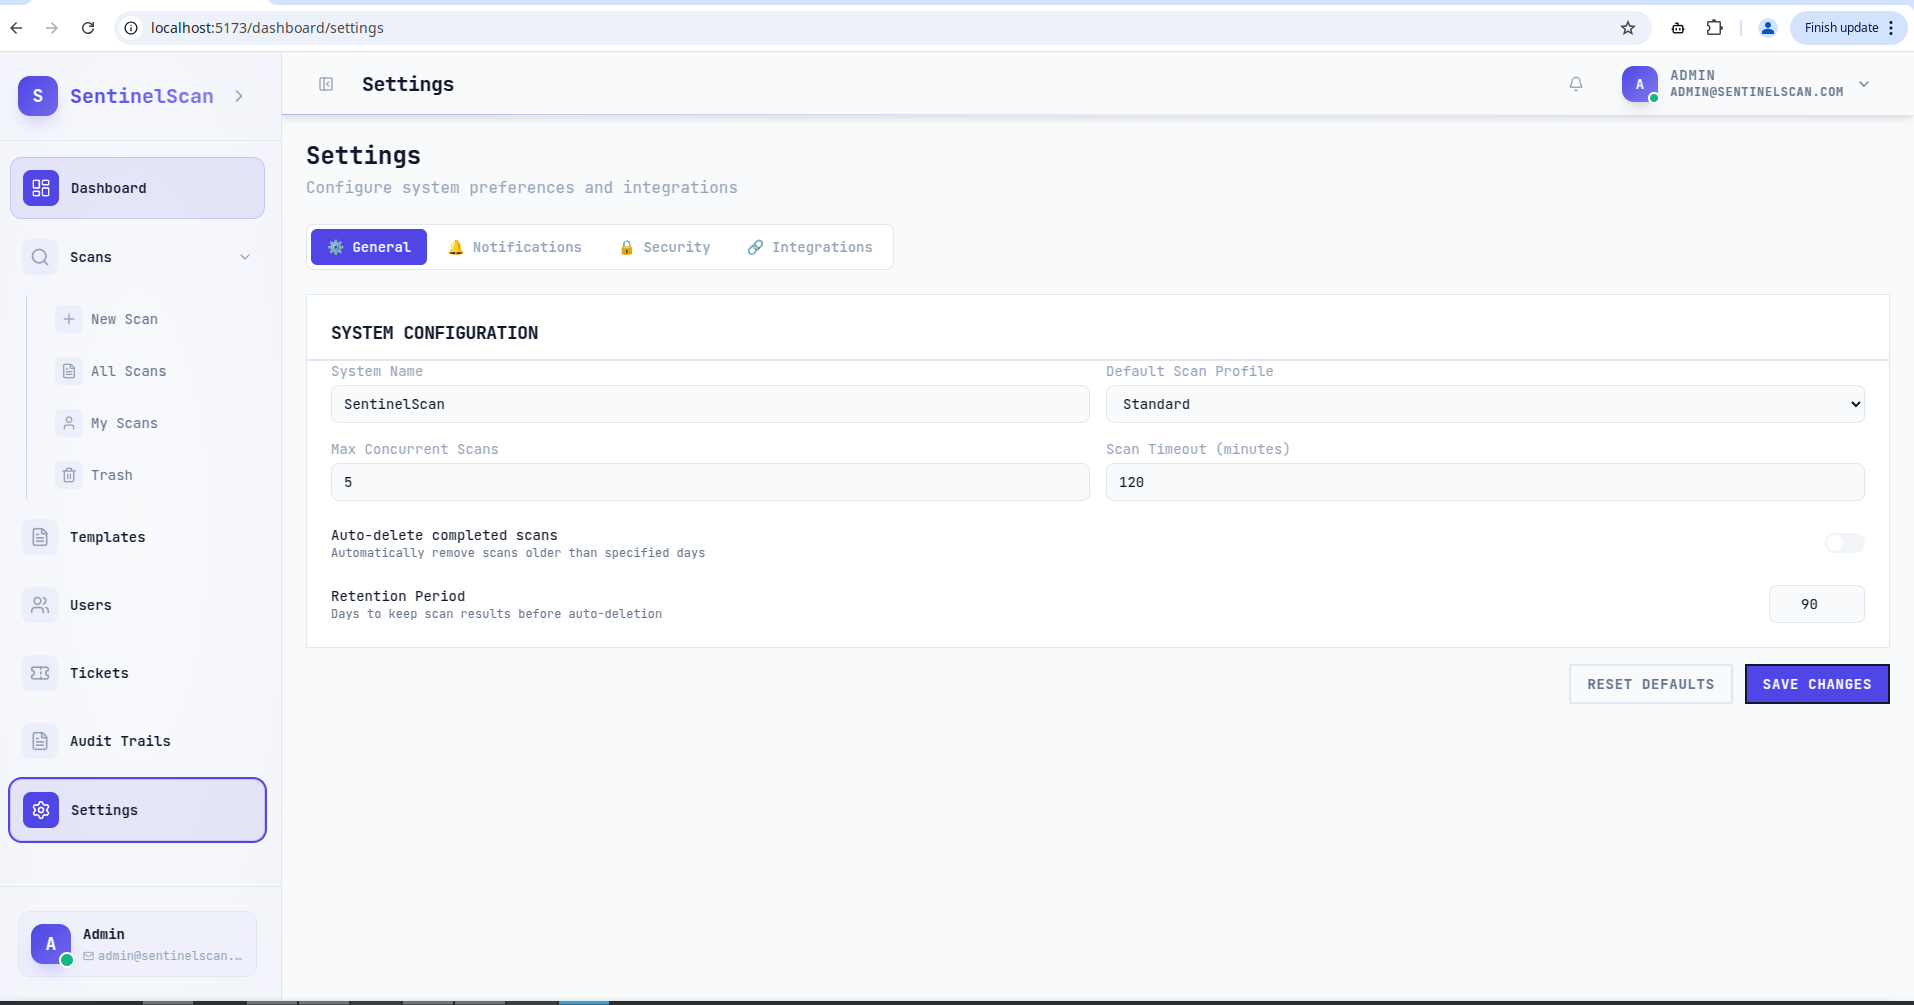 localhost:5173/dashboard/settings
Finish update
S
SentinelScan
Settings
A
ADMIN
ADMIN@SENTINELSCAN.COM
Dashboard
Scans
New Scan
All Scans
My Scans
Trash
Templates
Users
Tickets
Audit Trails
Settings
A
Admin
admin@sentinelscan.…
Settings
Configure system preferences and integrations
General
Notifications
Security
Integrations
SYSTEM CONFIGURATION
System Name
SentinelScan
Default Scan Profile
Standard
Max Concurrent Scans
5
Scan Timeout (minutes)
120
Auto-delete completed scans
Automatically remove scans older than specified days
Retention Period
Days to keep scan results before auto-deletion
90
RESET DEFAULTS
SAVE CHANGES